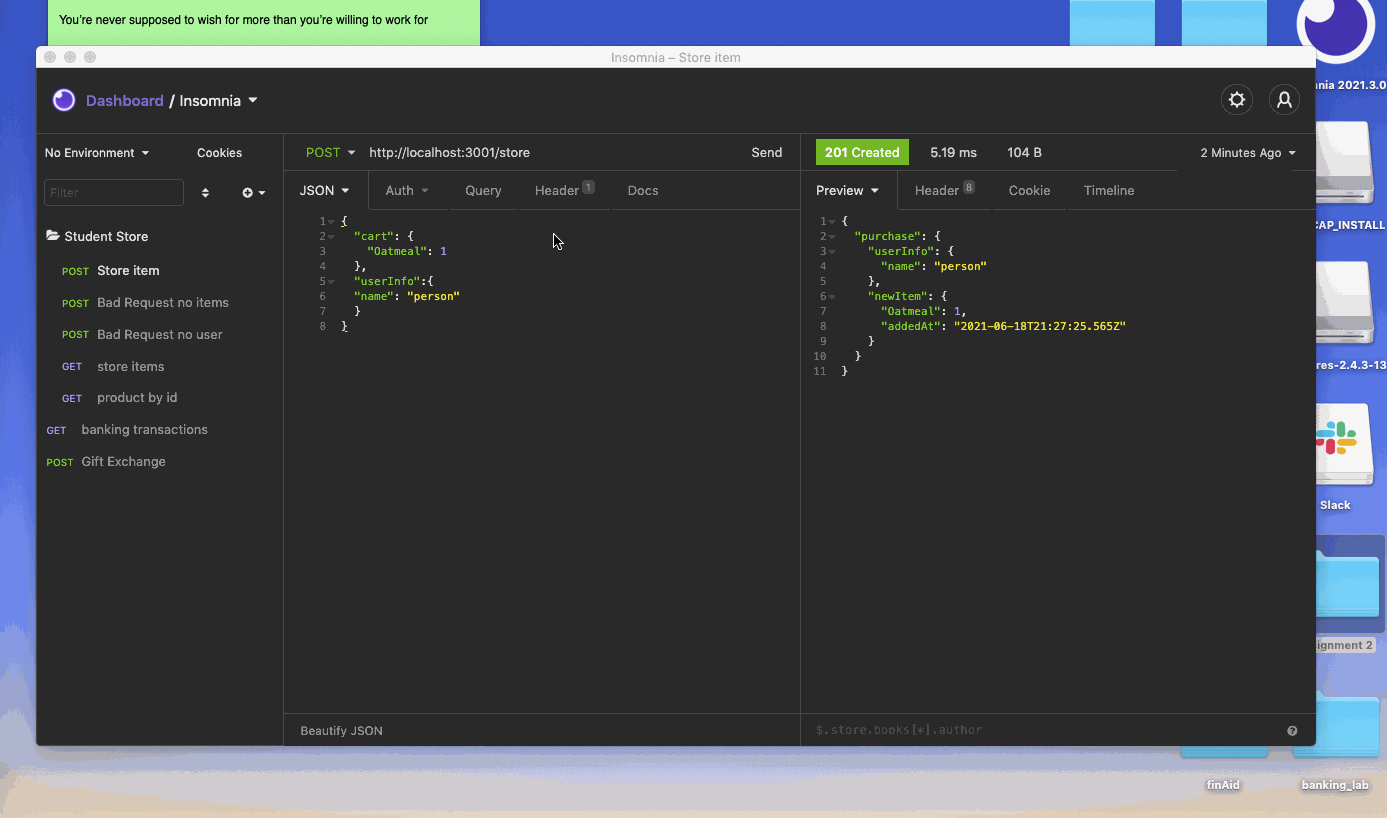 You're never supposed to wish for more than you're willing to work for
Insomnia – Store item
nia 2021.3.0
Dashboard / Insomnia
No Environment
Cookies
POST http://localhost:3001/store
Send
201 Created 5.19 ms 104 B
2 Minutes Ago
Filter
JSON Auth Query Header 1 Docs
Preview Header 8 Cookie Timeline
Student Store
POST Store item
POST Bad Request no items
POST Bad Request no user
GET store items
GET product by id
GET banking transactions
POST Gift Exchange
1 {
2 "cart": {
3 "Oatmeal": 1
4 },
5 "userInfo":{
6 "name": "person"
7 }
8 }
Beautify JSON
1 {
2 "purchase": {
3 "userInfo": {
4 "name": "person"
5 },
6 "newItem": {
7 "Oatmeal": 1,
8 "addedAt": "2021-06-18T21:27:25.565Z"
9 }
10 }
11 }
$.store.books[*].author
CAP_INSTALL
res-2.4.3-13
Slack
ignment 2
finAid
banking_lab